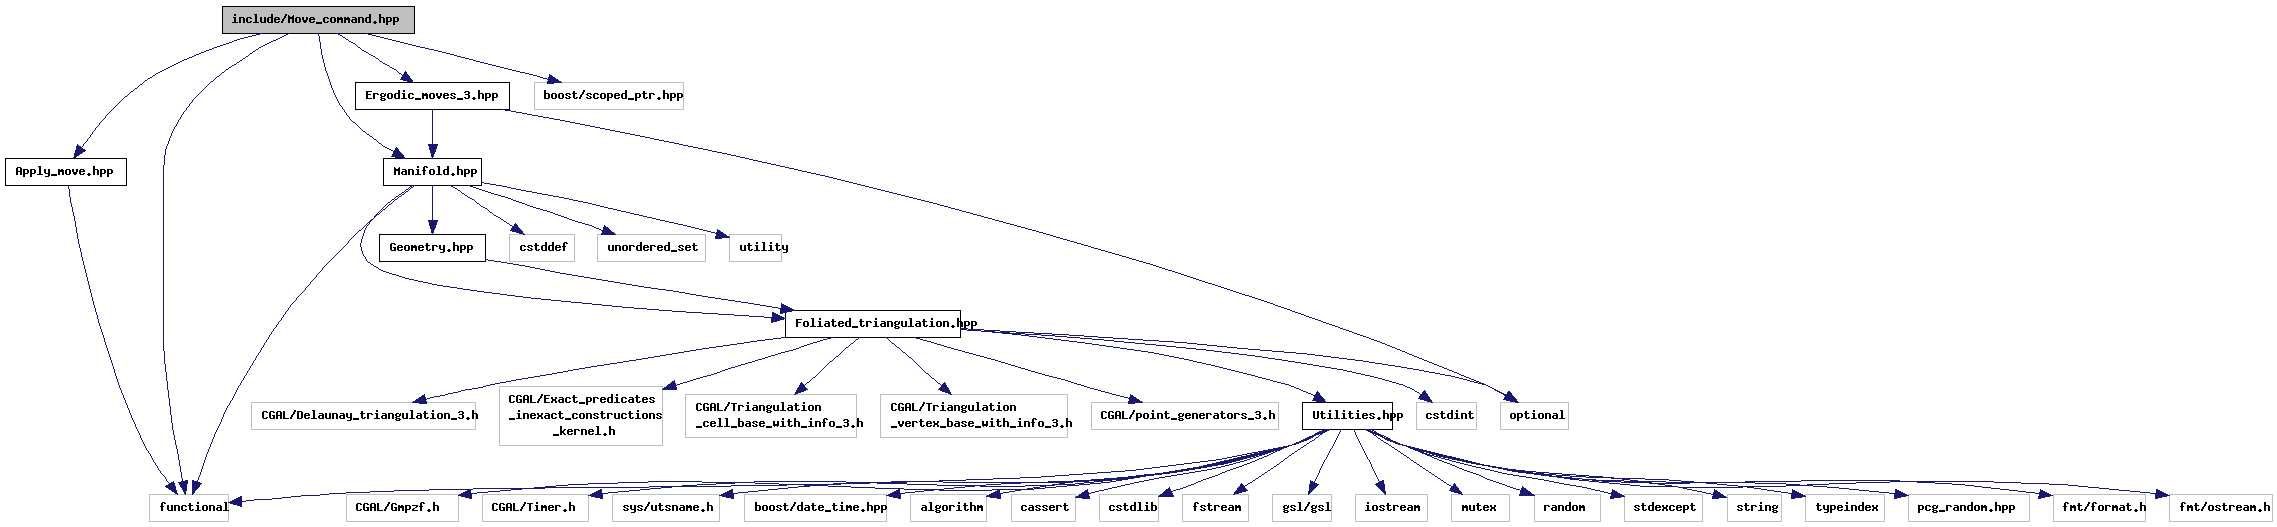 include/Move_command.hpp
Ergodic_moves_3.hpp
boost/scoped_ptr.hpp
Apply_move.hpp
Manifold.hpp
Geometry.hpp
cstddef
unordered_set
utility
Foliated_triangulation.hpp
CGAL/Delaunay_triangulation_3.h
CGAL/Exact_predicates
_inexact_constructions
_kernel.h
CGAL/Triangulation
_cell_base_with_info_3.h
CGAL/Triangulation
_vertex_base_with_info_3.h
CGAL/point_generators_3.h
Utilities.hpp
cstdint
optional
functional
CGAL/Gmpzf.h
CGAL/Timer.h
sys/utsname.h
boost/date_time.hpp
algorithm
cassert
cstdlib
fstream
gsl/gsl
iostream
mutex
random
stdexcept
string
typeindex
pcg_random.hpp
fmt/format.h
fmt/ostream.h